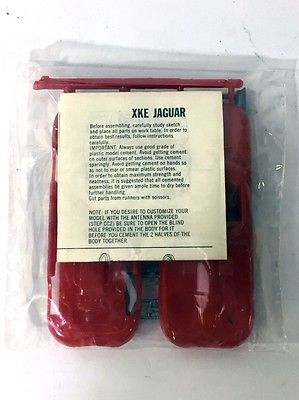 XKE JAGUAR
Before assembling, carefully study sketch
and place all parts on work table. In order to
obtain best results, follow instructions
carefully.
IMPORTANT: Always use good grade of
plastic model cement. Avoid getting cement
on outer surfaces of sections. Use cement
sparingly. Avoid getting cement on hands so
as not to mar or smear plastic surfaces.
In order to obtain maximum strength and
neatness, it is suggested that all cemented
assemblies be given ample time to dry before
further handling.
Cut parts from runners with scissors.
NOTE: IF YOU DESIRE TO CUSTOMIZE YOUR
MODEL WITH THE ANTENNA PROVIDED
(STEP CC2) BE SURE TO OPEN THE BLIND
HOLE PROVIDED IN THE BODY FOR IT
BEFORE YOU CEMENT THE 2 HALVES OF THE
BODY TOGETHER.